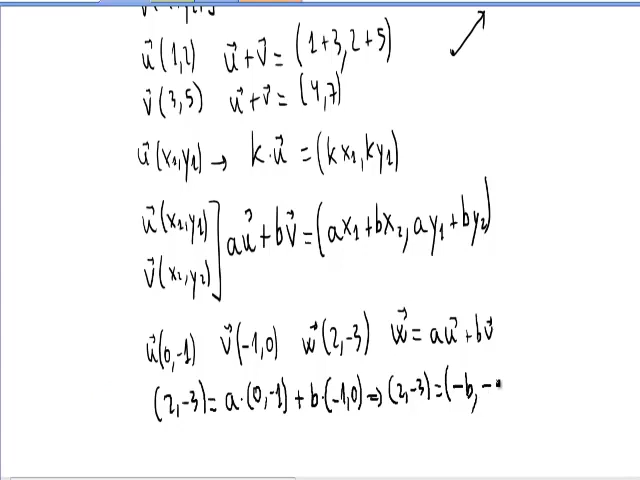 u⃗(1,2) u⃗+v⃗=(1+3,2+5)
v⃗(3,5) u⃗+v⃗=(4,7)
u⃗(x₁,y₁) → k·u⃗ =(kx₁,ky₁)
u⃗(x₁,y₁)
v⃗(x₂,y₂)] au⃗+bv⃗=(ax₁+bx₂,ay₁+by₂)
u⃗(0,-1) v⃗(-1,0) w⃗(2,-3) w⃗=au⃗+bv⃗
(2,-3)=a·(0,-1)+b·(-1,0)⇒(2,-3)=(-b,-